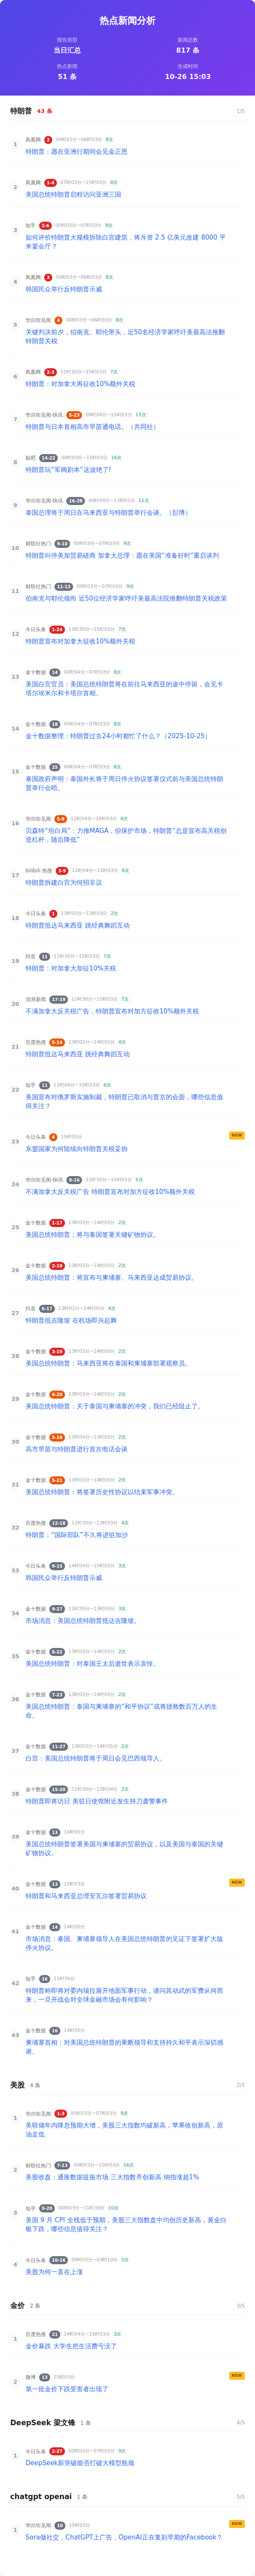 热点新闻分析
报告类型
当日汇总
新闻总数
817 条
热点新闻
51 条
生成时间
10-26 15:03
特朗普 43 条 1/5
1
凤凰网 2 00时03分~06时03分 8次
特朗普：愿在亚洲行期间会见金正恩
2
凤凰网 1-4 07时03分~15时03分 8次
美国总统特朗普启程访问亚洲三国
3
知乎 2-6 00时03分~07时03分 9次
如何评价特朗普大规模拆除白宫建筑，将斥资 2.5 亿美元改建 8000 平
米宴会厅？
4
凤凰网 3 00时03分~06时03分 8次
韩国民众举行反特朗普示威
5
华尔街见闻 4 00时03分~06时03分 8次
关键判决前夕，伯南克、耶伦带头，近50名经济学家呼吁美最高法推翻
特朗普关税
6
凤凰网 2-3 11时30分~15时03分 7次
特朗普：对加拿大再征收10%额外关税
7
华尔街见闻-快讯 5-23 00时04分~15时03分 13次
特朗普与日本首相高市早苗通电话。（共同社）
8
贴吧 14-22 00时03分~15时03分 16次
特朗普玩“军阀剧本”这波绝了!
9
华尔街见闻-快讯 16-28 00时04分~13时03分 11次
泰国总理将于周日在马来西亚与特朗普举行会谈。（彭博）
10
财联社热门 9-10 00时03分~07时03分 9次
特朗普叫停美加贸易磋商 加拿大总理：愿在美国“准备好时”重启谈判
11
财联社热门 11-12 00时03分~07时03分 9次
伯南克与耶伦领衔 近50位经济学家呼吁美最高法院推翻特朗普关税政策
12
今日头条 1-24 11时30分~15时03分 7次
特朗普宣布对加拿大征收10%额外关税
13
金十数据 14 00时04分~07时03分 8次
美国白宫官员：美国总统特朗普将在前往马来西亚的途中停留，会见卡
塔尔埃米尔和卡塔尔首相。
14
金十数据 18 00时04分~07时03分 8次
金十数据整理：特朗普过去24小时都忙了什么？（2025-10-25）
15
金十数据 25 00时04分~07时03分 8次
泰国政府声明：泰国外长将于周日停火协议签署仪式前与美国总统特朗
普举行会晤。
16
华尔街见闻 5-9 12时04分~15时03分 6次
贝森特“坦白局”：力推MAGA，但保护市场，特朗普“总是宣布高关税创
造杠杆，随后降低”
17
bilibili 热搜 3-9 12时04分~15时03分 6次
特朗普拆建白宫为何招非议
18
今日头条 1 13时02分~13时03分 2次
特朗普抵达马来西亚 跳经典舞蹈互动
19
抖音 11 11时30分~15时03分 7次
特朗普：对加拿大加征10%关税
20
澎湃新闻 17-19 11时30分~15时03分 7次
不满加拿大反关税广告，特朗普宣布对加方征收10%额外关税
21
百度热搜 5-14 13时02分~14时05分 4次
特朗普抵达马来西亚 跳经典舞蹈互动
22
知乎 11 12时04分~15时03分 6次
美国宣布对俄罗斯实施制裁，特朗普已取消与普京的会面，哪些信息值
得关注？
23
今日头条 6 15时03分 NEW
东盟国家为何陆续向特朗普关税妥协
24
华尔街见闻-快讯 9-16 11时30分~13时03分 5次
不满加拿大反关税广告 特朗普宣布对加方征收10%额外关税
25
金十数据 1-17 13时03分~14时05分 2次
美国总统特朗普：将与泰国签署关键矿物协议。
26
金十数据 2-18 13时03分~14时05分 2次
美国总统特朗普：将宣布与柬埔寨、马来西亚达成贸易协议。
27
抖音 6-17 13时02分~14时05分 4次
特朗普抵吉隆坡 在机场即兴起舞
28
金十数据 3-19 13时03分~14时05分 2次
美国总统特朗普：马来西亚将在泰国和柬埔寨部署观察员。
29
金十数据 4-20 13时03分~14时05分 2次
美国总统特朗普：关于泰国与柬埔寨的冲突，我们已经阻止了。
30
金十数据 5-16 12时04分~13时03分 2次
高市早苗与特朗普进行首次电话会谈
31
金十数据 5-21 13时03分~14时05分 2次
美国总统特朗普：将签署历史性协议以结束军事冲突。
32
百度热搜 12-18 11时30分~13时03分 4次
特朗普：“国际部队”不久将进驻加沙
33
今日头条 9-15 14时04分~15时03分 3次
韩国民众举行反特朗普示威
34
金十数据 9-27 11时30分~13时03分 3次
市场消息：美国总统特朗普抵达吉隆坡。
35
金十数据 6-22 13时03分~14时05分 2次
美国总统特朗普：对泰国王太后逝世表示哀悼。
36
金十数据 7-23 13时03分~14时05分 2次
美国总统特朗普：泰国与柬埔寨的“和平协议”或将拯救数百万人的生
命。
37
金十数据 11-27 13时03分~14时05分 2次
白宫：美国总统特朗普将于周日会见巴西领导人。
38
金十数据 15-20 11时30分~12时04分 2次
特朗普即将访日 美驻日使馆附近发生持刀袭警事件
39
金十数据 13 14时05分
美国总统特朗普签署美国与柬埔寨的贸易协议，以及美国与泰国的关键
矿物协议。
40
金十数据 13 15时03分 NEW
特朗普和马来西亚总理安瓦尔签署贸易协议
41
金十数据 14 14时05分
市场消息：泰国、柬埔寨领导人在美国总统特朗普的见证下签署扩大版
停火协议。
42
知乎 16 11时30分
特朗普称即将对委内瑞拉展开地面军事行动，请问其动武的军费从何而
来，一旦开战会对全球金融市场会有何影响？
43
金十数据 16 14时05分
柬埔寨首相：对美国总统特朗普的果断领导和支持持久和平表示深切感
谢。
美股 4 条 2/5
1
华尔街见闻 1-3 00时03分~07时03分 9次
美联储年内降息预期大增，美股三大指数均破新高，苹果收创新高，原
油走低
2
财联社热门 7-13 00时03分~15时03分 16次
美股收盘：通胀数据提振市场 三大指数齐创新高 纳指涨超1%
3
知乎 9-20 00时03分~11时30分 10次
美国 9 月 CPI 全线低于预期，美股三大指数盘中均创历史新高，黄金白
银下跌，哪些信息值得关注？
4
今日头条 10-16 00时03分~03时10分 5次
美股为何一直在上涨
金价 2 条 3/5
1
百度热搜 21 14时04分~15时03分 3次
金价暴跌 大学生把生活费亏没了
2
微博 13 15时03分 NEW
第一批金价下跌受害者出现了
DeepSeek 梁文锋 1 条 4/5
1
今日头条 2-27 00时03分~07时03分 9次
DeepSeek新突破能否打破大模型瓶颈
chatgpt openai 1 条 5/5
1
华尔街见闻 10 15时03分 NEW
Sora做社交，ChatGPT上广告，OpenAI正在复刻早期的Facebook？